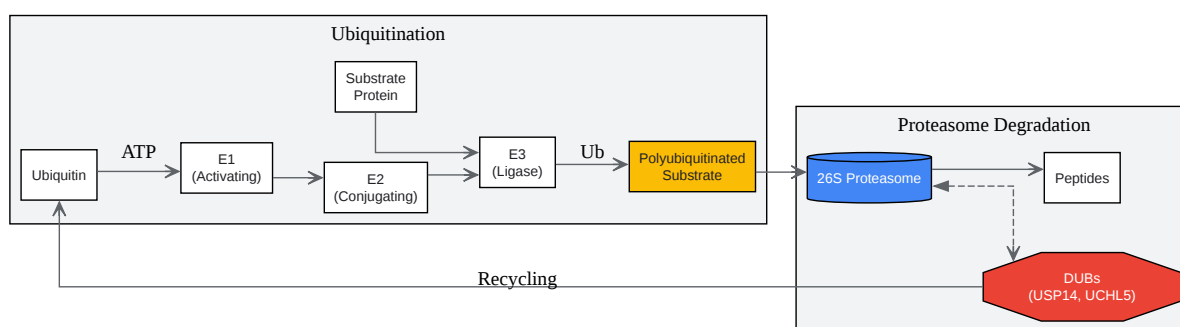 Ubiquitination
Substrate
Protein
Proteasome Degradation
ATP
Ubiquitin
E1
(Activating)
E2
(Conjugating)
E3
(Ligase)
Ub
Polyubiquitinated
Substrate
26S Proteasome
Peptides
Recycling
DUBs
(USP14, UCHL5)